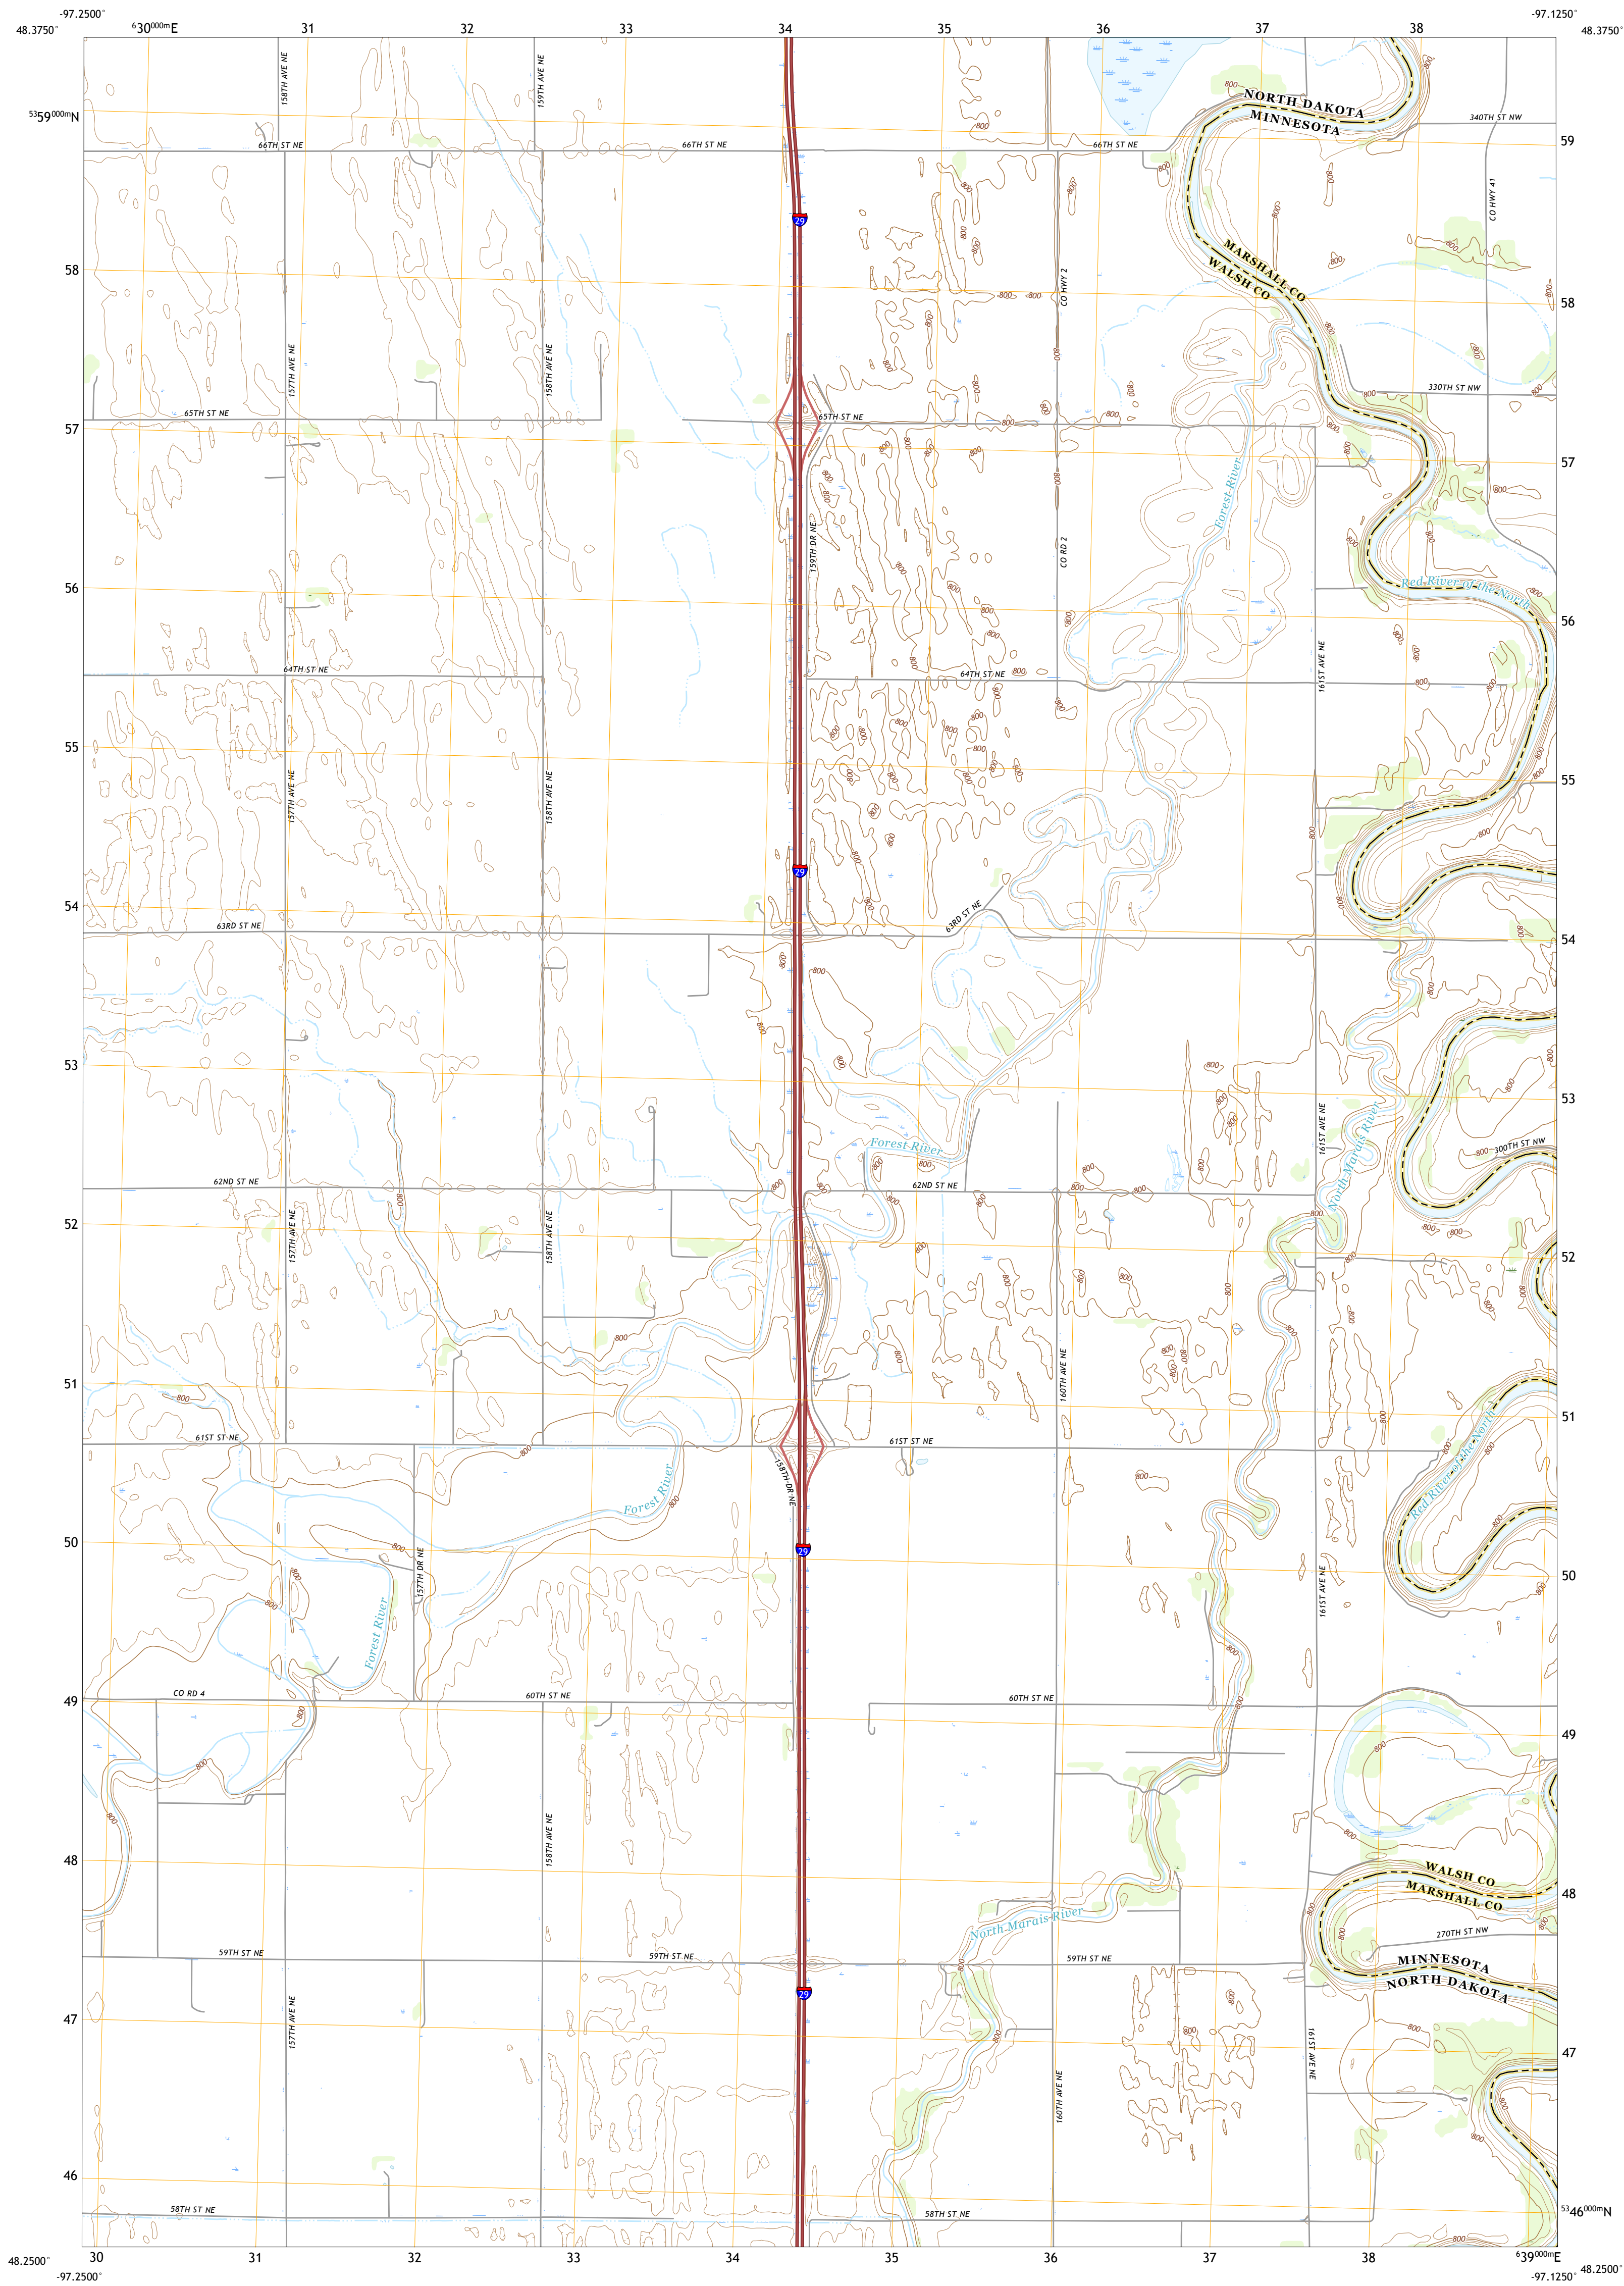 -97.2500°
-97.1250°
48.3750°
⁶30⁰⁰⁰ᵐE
31
32
33
34
35
36
37
38
48.3750°
158TH AVE NE
159TH AVE NE
NORTH DAKOTA
MINNESOTA
340TH ST NW
⁵³59⁰⁰⁰ᵐN
59
66TH ST NE
66TH ST NE
66TH ST NE
CO HWY 41
29
58
58
MARSHALL CO
WALSH CO
CO HWY 2
157TH AVE NE
158TH AVE NE
330TH ST NW
65TH ST NE
65TH ST NE
57
57
Forest River
159TH DR NE
CO RD 2
56
56
Red River of the North
161ST AVE NE
64TH ST NE
64TH ST NE
55
55
157TH AVE NE
158TH AVE NE
29
54
54
63RD ST NE
63RD ST NE
53
53
161ST AVE NE
North Marais River
Forest River
300TH ST NW
62ND ST NE
62ND ST NE
52
52
157TH AVE NE
158TH AVE NE
51
51
160TH AVE NE
61ST ST NE
61ST ST NE
Red River of the North
158TH DR NE
Forest River
50
50
29
157TH DR NE
161ST AVE NE
Forest River
49
49
CO RD 4
60TH ST NE
60TH ST NE
158TH AVE NE
48
48
WALSH CO
MARSHALL CO
North Marais River
270TH ST NW
59TH ST NE
59TH ST NE
59TH ST NE
MINNESOTA
NORTH DAKOTA
29
47
47
157TH AVE NE
161ST AVE NE
160TH AVE NE
46
⁵³46⁰⁰⁰ᵐN
58TH ST NE
58TH ST NE
800
48.2500°
30
31
32
33
34
35
36
37
38
⁶39⁰⁰⁰ᵐE
48.2500°
-97.2500°
-97.1250°